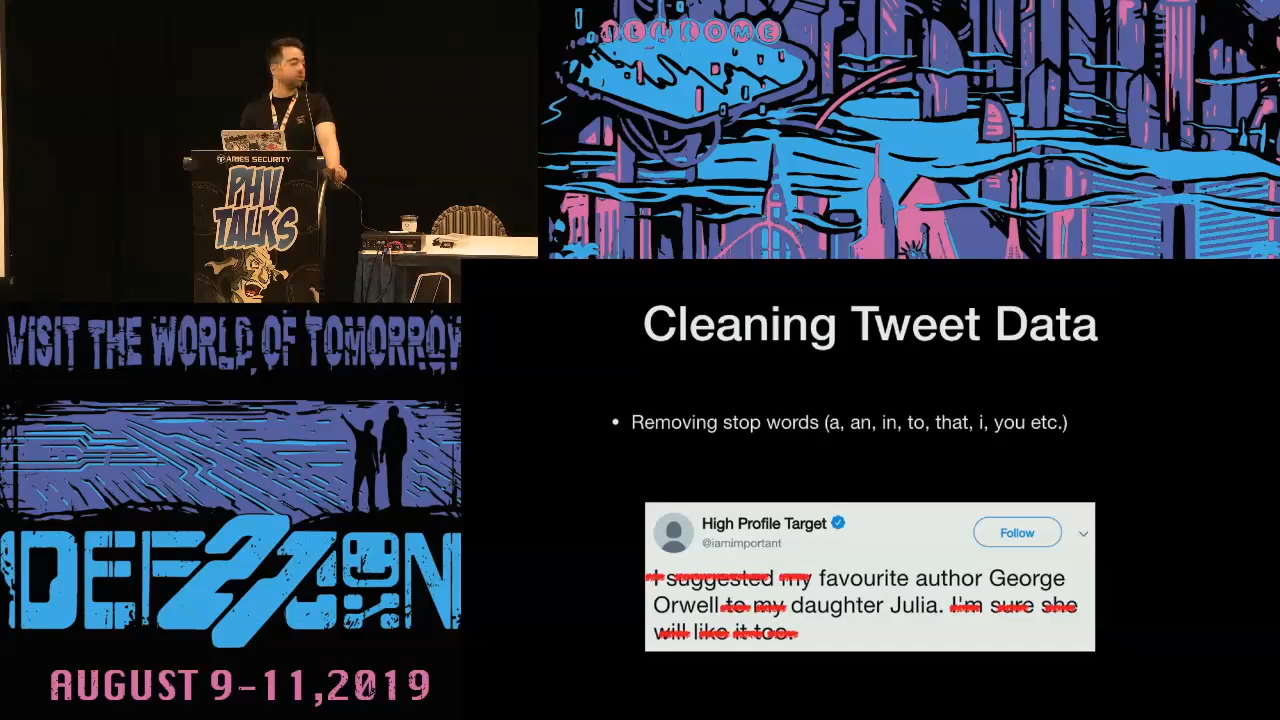 WELCOME
ARIES SECURITY
PHV
TALKS
VISIT THE WORLD OF TOMORROW
DEF CON
27
AUGUST 9-11,2019
Cleaning Tweet Data
• Removing stop words (a, an, in, to, that, i, you etc.)
High Profile Target
@iamimportant
Follow
I suggested my favourite author George
Orwell to my daughter Julia. I'm sure she
will like it too.